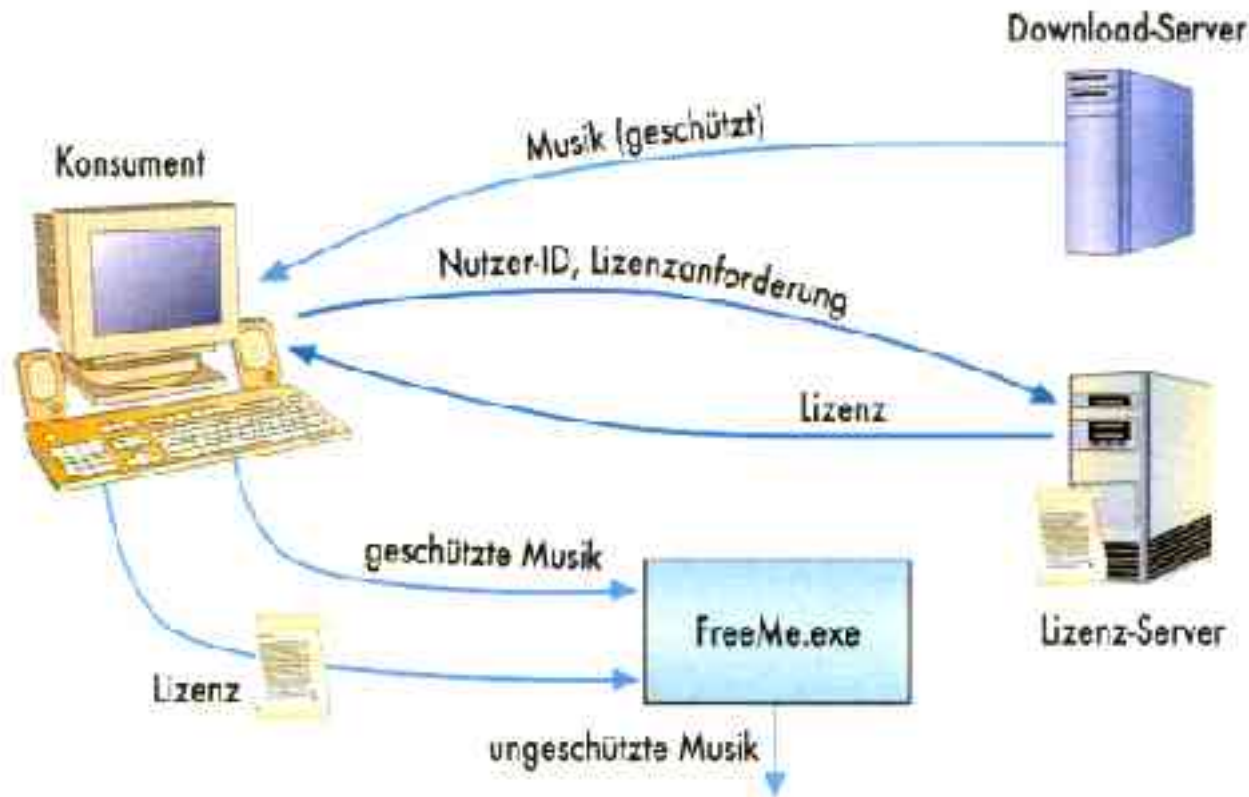 Download-Server
Musik (geschützt)
Konsument
Nutzer-ID, Lizenzanforderung
Lizenz
geschützte Musik
FreeMe.exe
Lizenz-Server
Lizenz
ungeschützte Musik